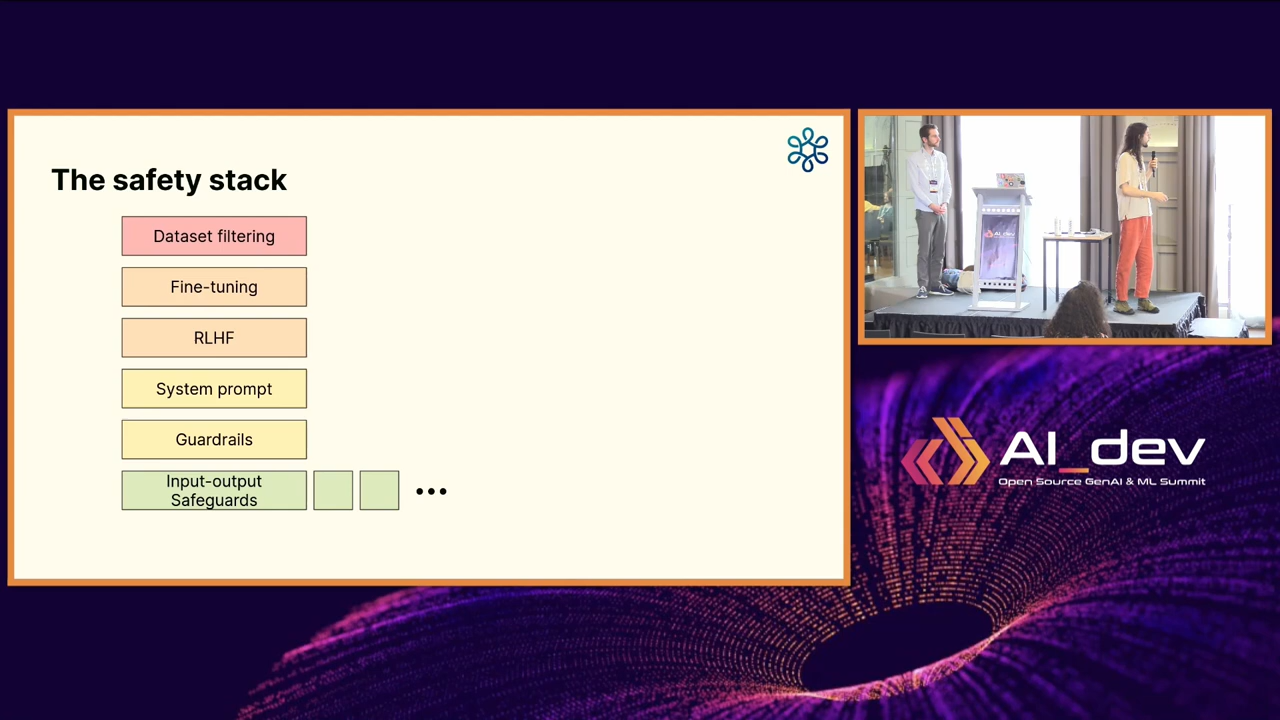 The safety stack
Dataset filtering
Fine-tuning
RLHF
System prompt
Guardrails
Input-output
Safeguards
AI_dev
Open Source GenAI & ML Summit
AI_dev